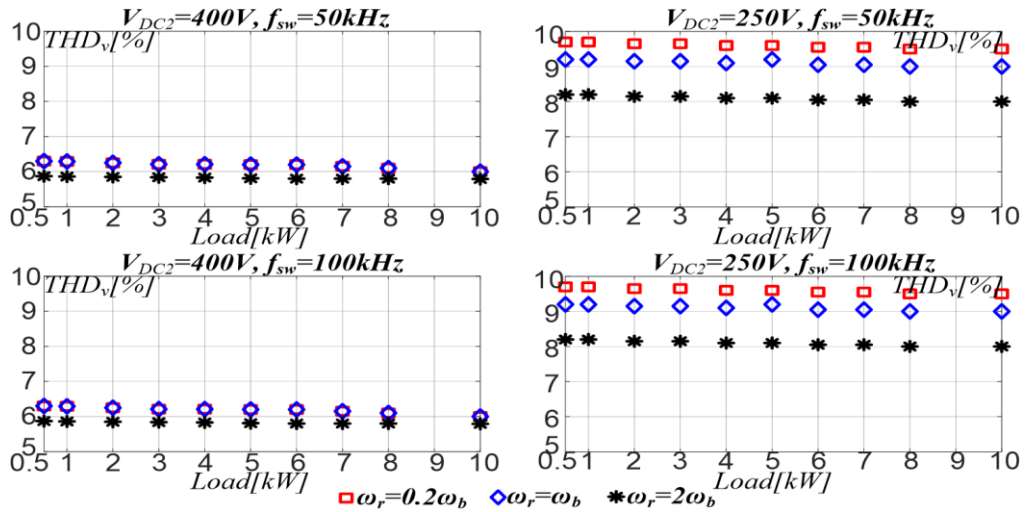 V_DC2=400V, f_sw=50kHz
THD_v[%]
10
9
8
7
6
5
0.5 1 2 3 4 5 6 7 8 9 10
Load[kW]
V_DC2=250V, f_sw=50kHz
THD_v[%]
10
9
8
7
6
5
0.5 1 2 3 4 5 6 7 8 9 10
Load[kW]
V_DC2=400V, f_sw=100kHz
THD_v[%]
10
9
8
7
6
5
0.5 1 2 3 4 5 6 7 8 9 10
Load[kW]
V_DC2=250V, f_sw=100kHz
THD_v[%]
10
9
8
7
6
5
0.5 1 2 3 4 5 6 7 8 9 10
Load[kW]
ω_r=0.2ω_b ω_r=ω_b ω_r=2ω_b